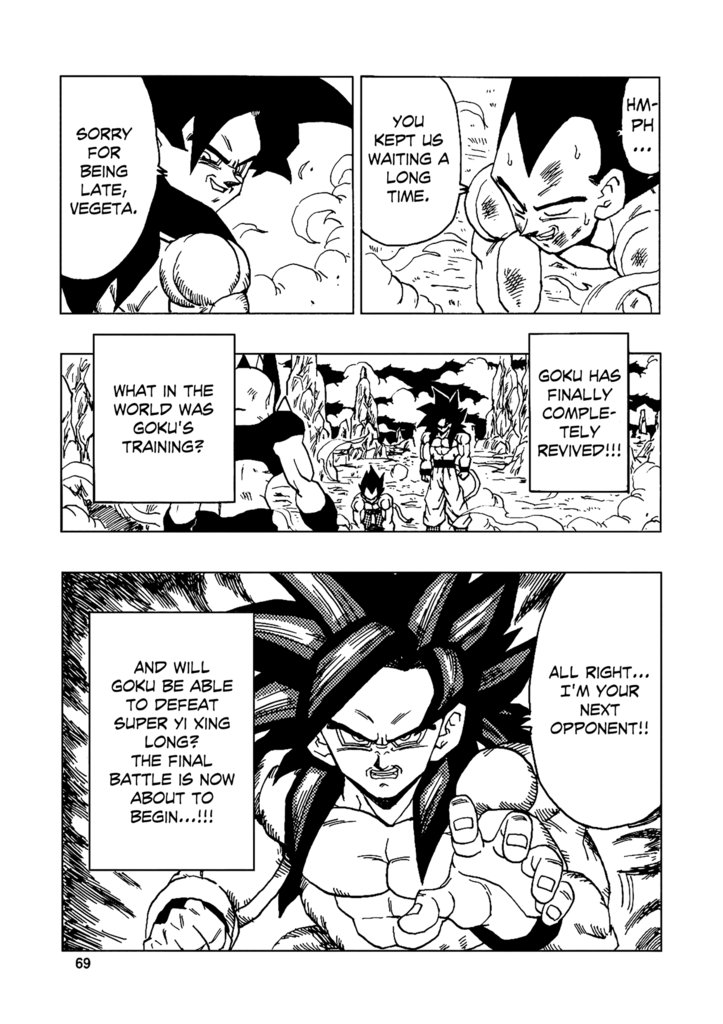 HM-
PH
...
YOU
KEPT US
WAITING A
LONG
TIME.
SORRY
FOR
BEING
LATE,
VEGETA.
GOKU HAS
FINALLY
COMPLE-
TELY
REVIVED!!!
WHAT IN THE
WORLD WAS
GOKU'S
TRAINING?
ALL RIGHT...
I'M YOUR
NEXT
OPPONENT!!
AND WILL
GOKU BE ABLE
TO DEFEAT
SUPER YI XING
LONG?
THE FINAL
BATTLE IS NOW
ABOUT TO
BEGIN...!!!
69